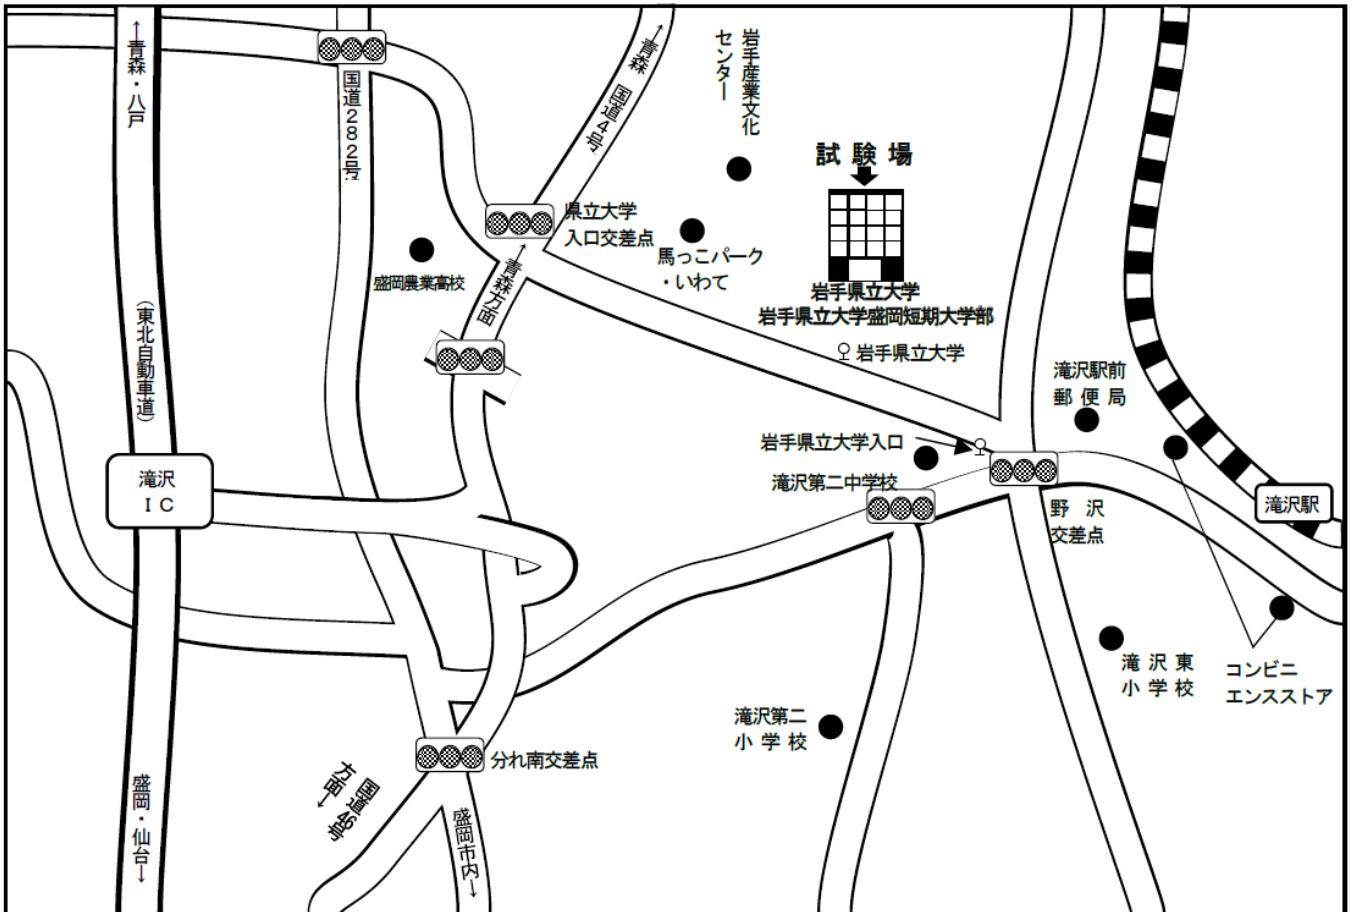 ←青森・八戸
国道282号
←青森 国道4号
岩手産業文化
センター
試験場
県立大学
入口交差点
馬っこパーク
・いわて
盛岡農業高校
←青森方面
岩手県立大学
岩手県立大学盛岡短期大学部
岩手県立大学
(東北自動車道)
滝沢駅前
郵便局
岩手県立大学入口
滝沢第二中学校
滝沢
IC
野沢
交差点
滝沢駅
滝沢東
小学校
コンビニ
エンスストア
滝沢第二
小学校
分れ南交差点
国道46号
方面→
盛岡・仙台→
盛岡市内→